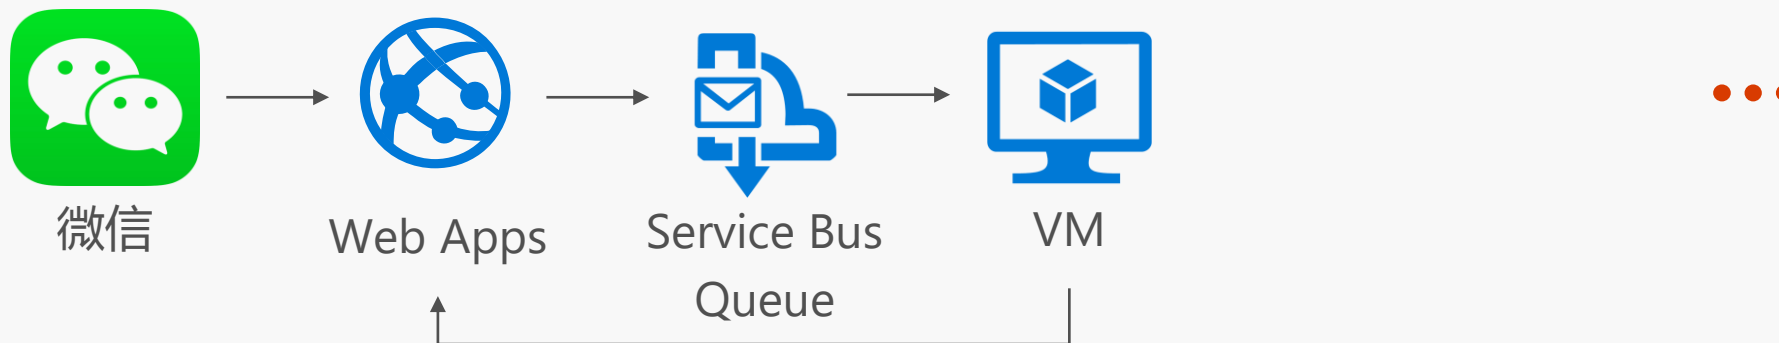 微信
Web Apps
Service Bus
Queue
VM